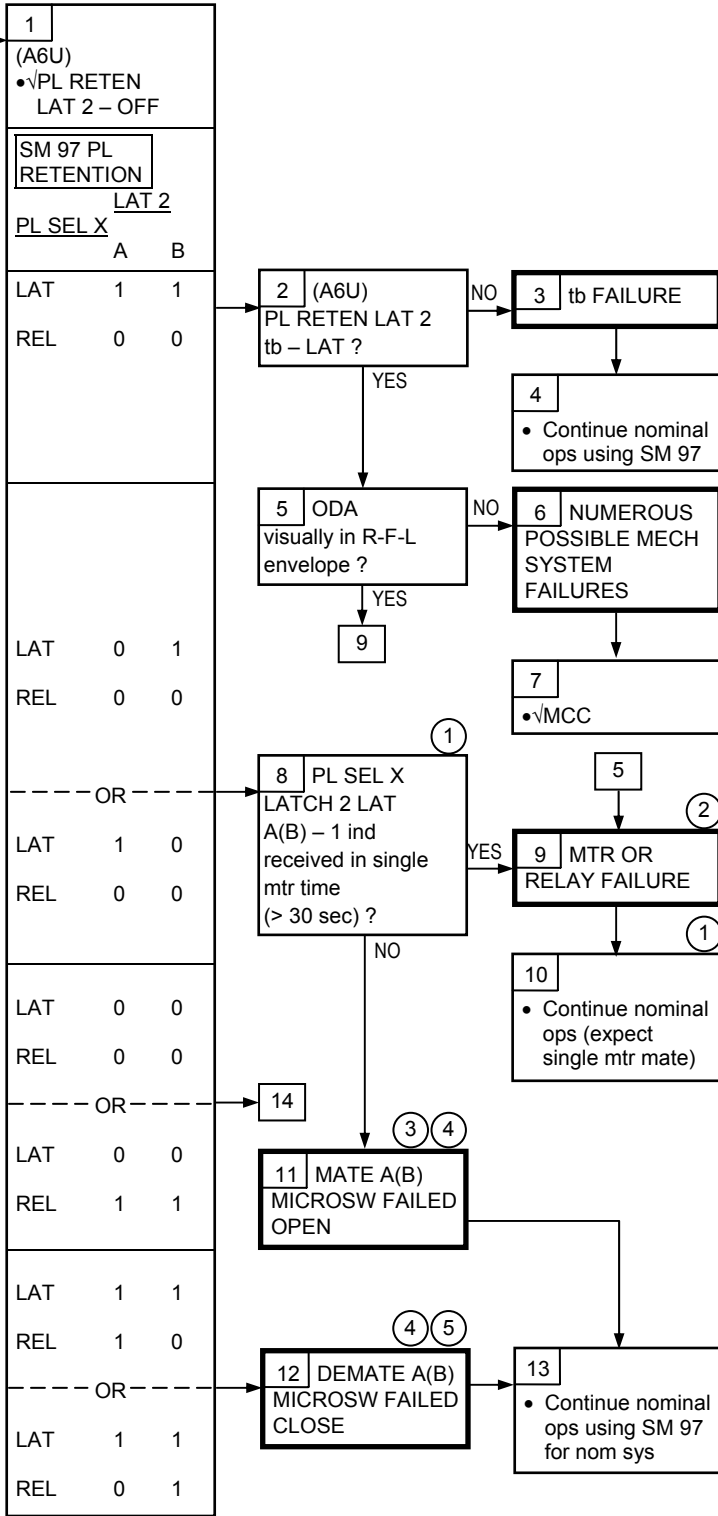 1
(A6U)
•√PL RETEN
LAT 2 – OFF
SM 97 PL
RETENTION
LAT 2
PL SEL X
A B
LAT 1 1
REL 0 0
2 (A6U)
PL RETEN LAT 2
tb – LAT ?
NO
YES
3 tb FAILURE
4
• Continue nominal
ops using SM 97
5 ODA
visually in R-F-L
envelope ?
NO
YES
9
6 NUMEROUS
POSSIBLE MECH
SYSTEM
FAILURES
7
•√MCC
LAT 0 1
REL 0 0
OR
LAT 1 0
REL 0 0
1
8 PL SEL X
LATCH 2 LAT
A(B) – 1 ind
received in single
mtr time
(> 30 sec) ?
YES
NO
5
2
9 MTR OR
RELAY FAILURE
1
10
• Continue nominal
ops (expect
single mtr mate)
LAT 0 0
REL 0 0
OR
14
LAT 0 0
REL 1 1
3 4
11 MATE A(B)
MICROSW FAILED
OPEN
LAT 1 1
REL 1 0
OR
LAT 1 1
REL 0 1
4 5
12 DEMATE A(B)
MICROSW FAILED
CLOSE
13
• Continue nominal
ops using SM 97
for nom sys